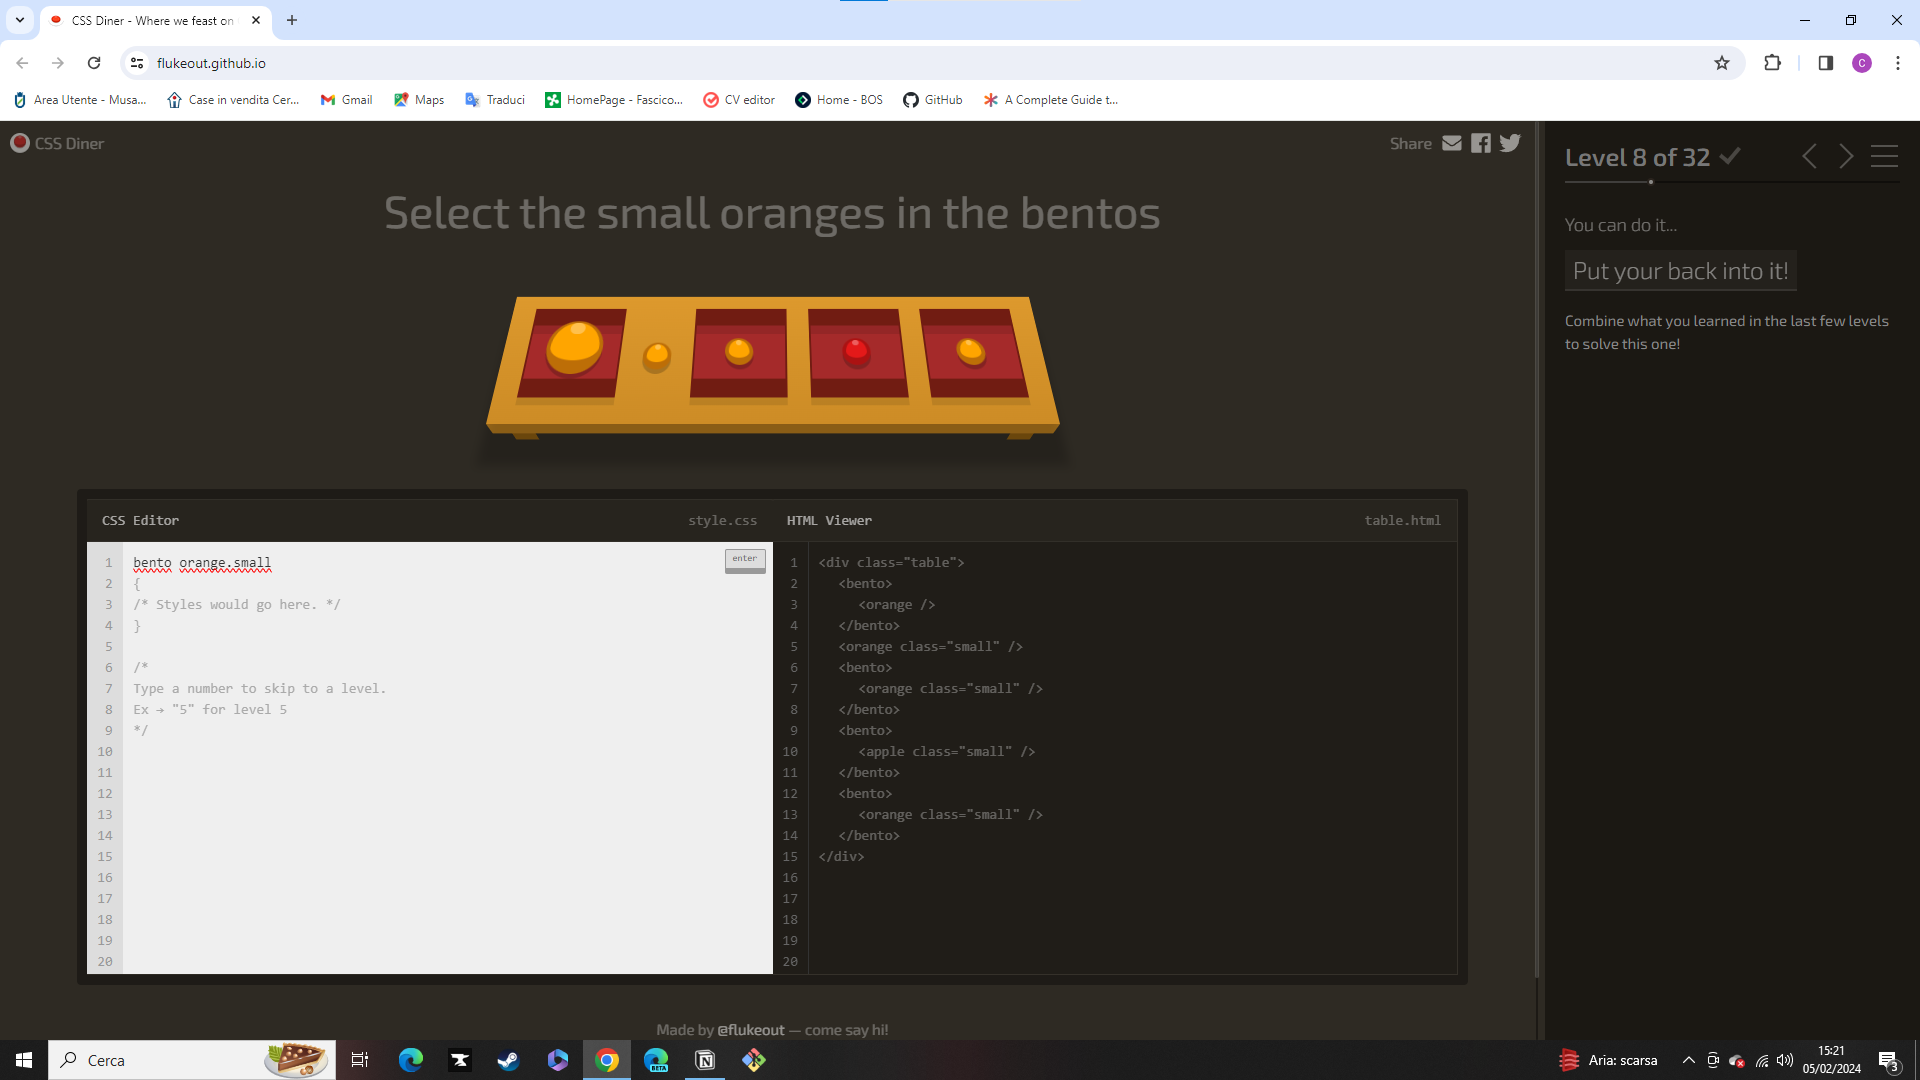 CSS Diner - Where we feast on
flukeout.github.io
C
Area Utente - Musa...
Case in vendita Cer...
Gmail
Maps
Traduci
HomePage - Fascico...
CV editor
Home - BOS
GitHub
A Complete Guide t...
CSS Diner
Share
Select the small oranges in the bentos
CSS Editor
style.css
HTML Viewer
table.html
1 bento orange.small
enter
2 {
3 /* Styles would go here. */
4 }
5
6 /*
7 Type a number to skip to a level.
8 Ex → "5" for level 5
9 */
10
11
12
13
14
15
16
17
18
19
20
1 <div class="table">
2 <bento>
3 <orange />
4 </bento>
5 <orange class="small" />
6 <bento>
7 <orange class="small" />
8 </bento>
9 <bento>
10 <apple class="small" />
11 </bento>
12 <bento>
13 <orange class="small" />
14 </bento>
15 </div>
16
17
18
19
20
Made by @flukeout — come say hi!
Level 8 of 32
You can do it...
Put your back into it!
Combine what you learned in the last few levels
to solve this one!
Cerca
BETA
Aria: scarsa
15:21
05/02/2024
3